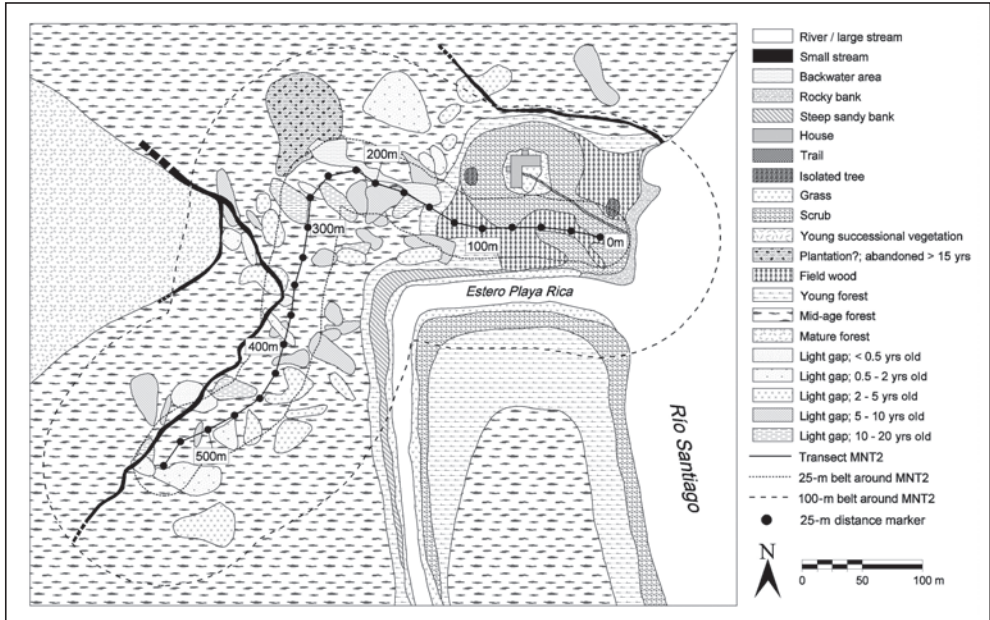 200m
300m
100m
0m
Estero Playa Rica
400m
500m
Río Santiago
River / large stream
Small stream
Backwater area
Rocky bank
Steep sandy bank
House
Trail
Isolated tree
Grass
Scrub
Young successional vegetation
Plantation?; abandoned > 15 yrs
Field wood
Young forest
Mid-age forest
Mature forest
Light gap; < 0.5 yrs old
Light gap; 0.5 - 2 yrs old
Light gap; 2 - 5 yrs old
Light gap; 5 - 10 yrs old
Light gap; 10 - 20 yrs old
Transect MNT2
25-m belt around MNT2
100-m belt around MNT2
25-m distance marker
N
0 50 100 m